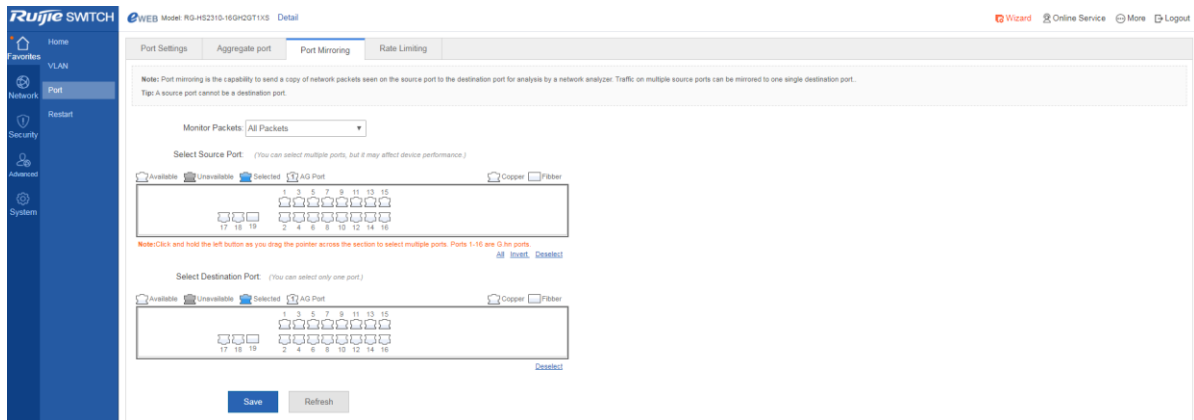 Ruijie SWITCH eWEB Model: RG-HS2310-16GH2GT1XS Detail Wizard Online Service More Logout
Favorites
Network
Security
Advanced
System
Home
VLAN
Port
Restart
Port Settings Aggregate port Port Mirroring Rate Limiting
Note: Port mirroring is the capability to send a copy of network packets seen on the source port to the destination port for analysis by a network analyzer. Traffic on multiple source ports can be mirrored to one single destination port..
Tip: A source port cannot be a destination port.
Monitor Packets: All Packets
Select Source Port: (You can select multiple ports, but it may affect device performance.)
Available Unavailable Selected 1 AG Port Copper Fibber
1 3 5 7 9 11 13 15
17 18 19 2 4 6 8 10 12 14 16
Note:Click and hold the left button as you drag the pointer across the section to select multiple ports. Ports 1-16 are G.hn ports.
All Invert Deselect
Select Destination Port: (You can select only one port.)
Available Unavailable Selected 1 AG Port Copper Fibber
1 3 5 7 9 11 13 15
17 18 19 2 4 6 8 10 12 14 16
Deselect
Save Refresh